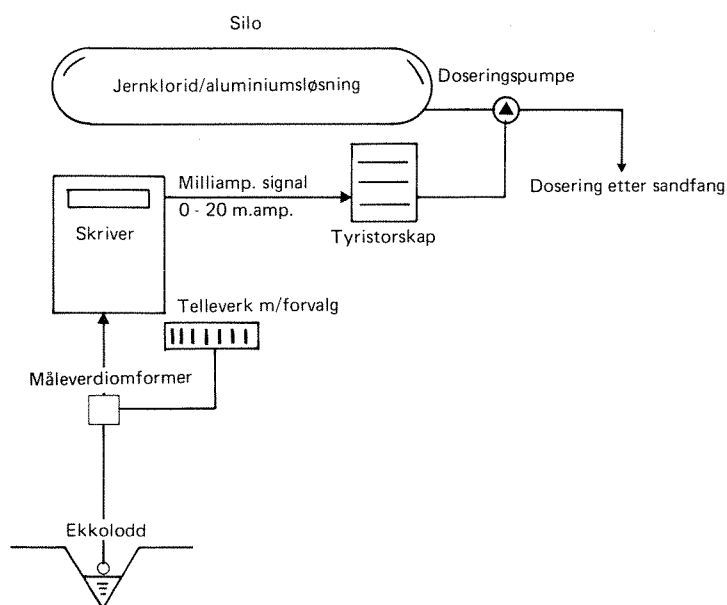 Silo
Jernklorid/aluminiumsløsning
Doseringspumpe
Milliamp. signal
0 - 20 m.amp.
Dosering etter sandfang
Skriver
Tyristorskap
Telleverk m/forvalg
Måleverdiomformer
Ekkolodd